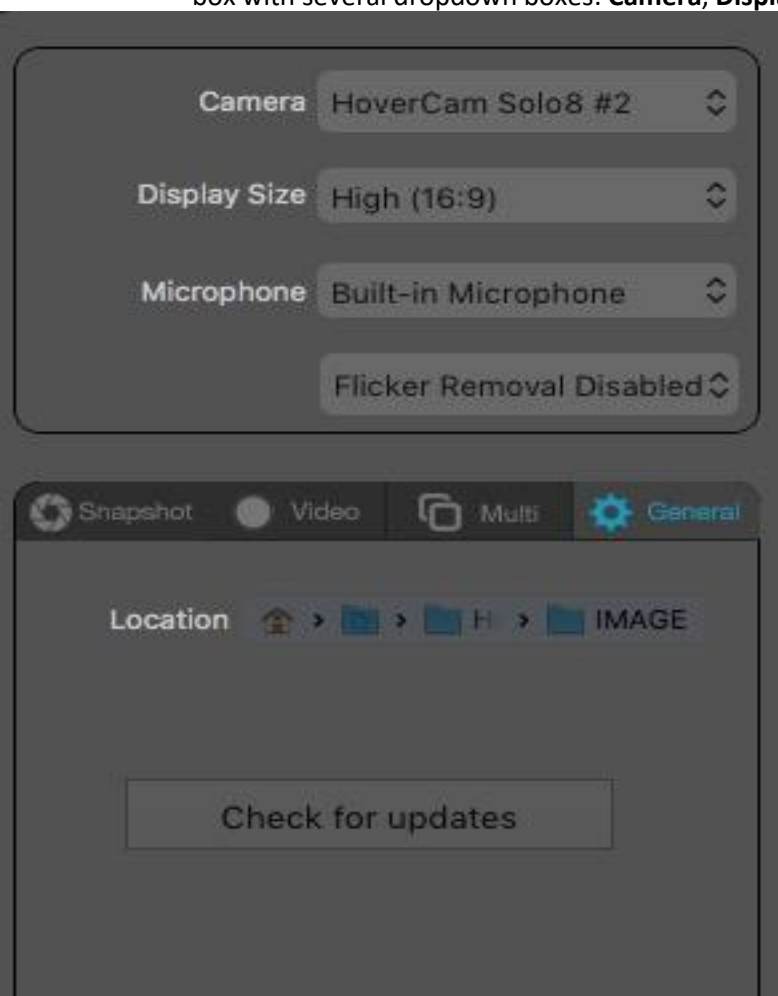 box with several dropdown boxes: Camera, Displ
Camera HoverCam Solo8 #2
Display Size High (16:9)
Microphone Built-in Microphone
Flicker Removal Disabled
Snapshot Video Multi General
Location > > H > IMAGE
Check for updates